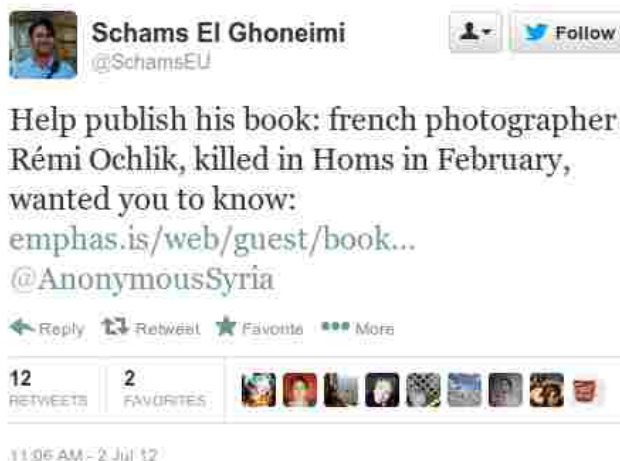 Schams El Ghoneimi
@SchamsEU
Follow
Help publish his book: french photographer
Rémi Ochlik, killed in Homs in February,
wanted you to know:
emphas.is/web/guest/book...
@AnonymousSyria
Reply Retweet Favorite More
12 2
RETWEETS FAVORITES
11:06 AM - 2 Jul 12